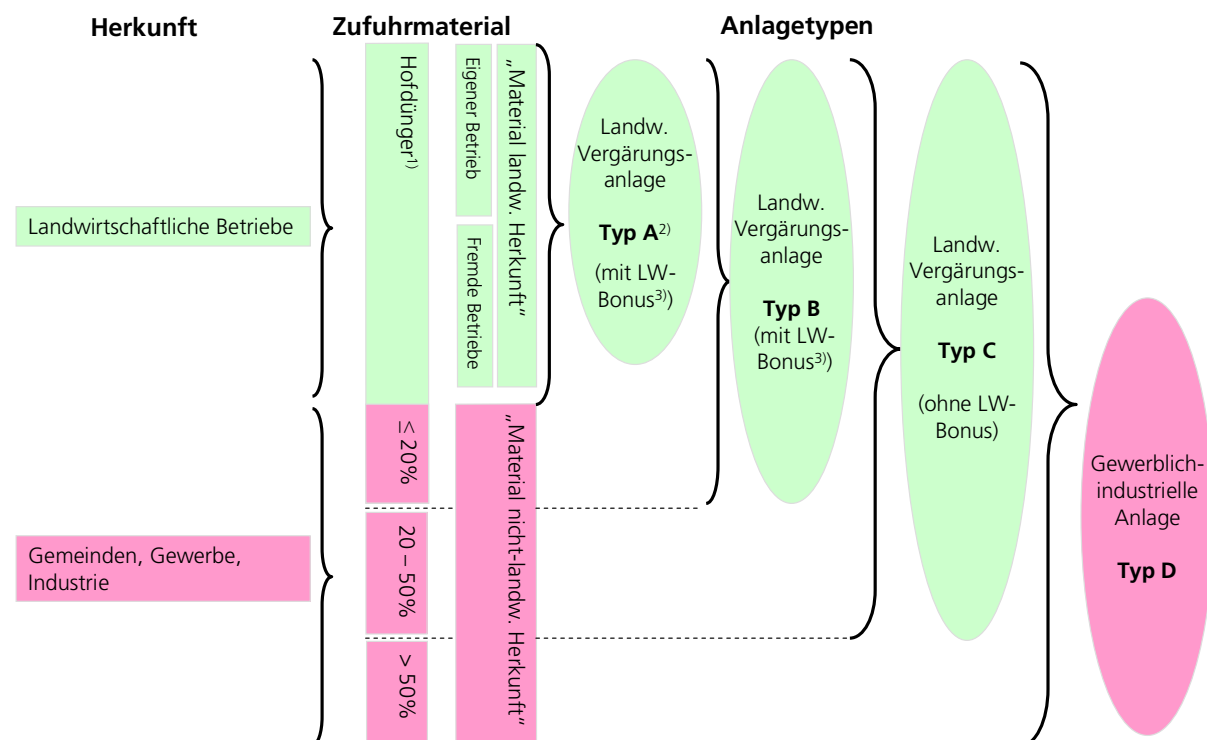 Herkunft
Zufuhrmaterial
Anlagetypen
Landwirtschaftliche Betriebe
Gemeinden, Gewerbe,
Industrie
Hofdünger1)
≤ 20%
20 – 50%
> 50%
Eigener Betrieb
Fremde Betriebe
„Material landw. Herkunft“
„Material nicht-landw. Herkunft“
Landw.
Vergärungs-
anlage
Typ A2)
(mit LW-
Bonus3))
Landw.
Vergärungs-
anlage
Typ B
(mit LW-
Bonus3))
Landw.
Vergärungs-
anlage
Typ C
(ohne LW-
Bonus)
Gewerblich-
industrielle
Anlage
Typ D